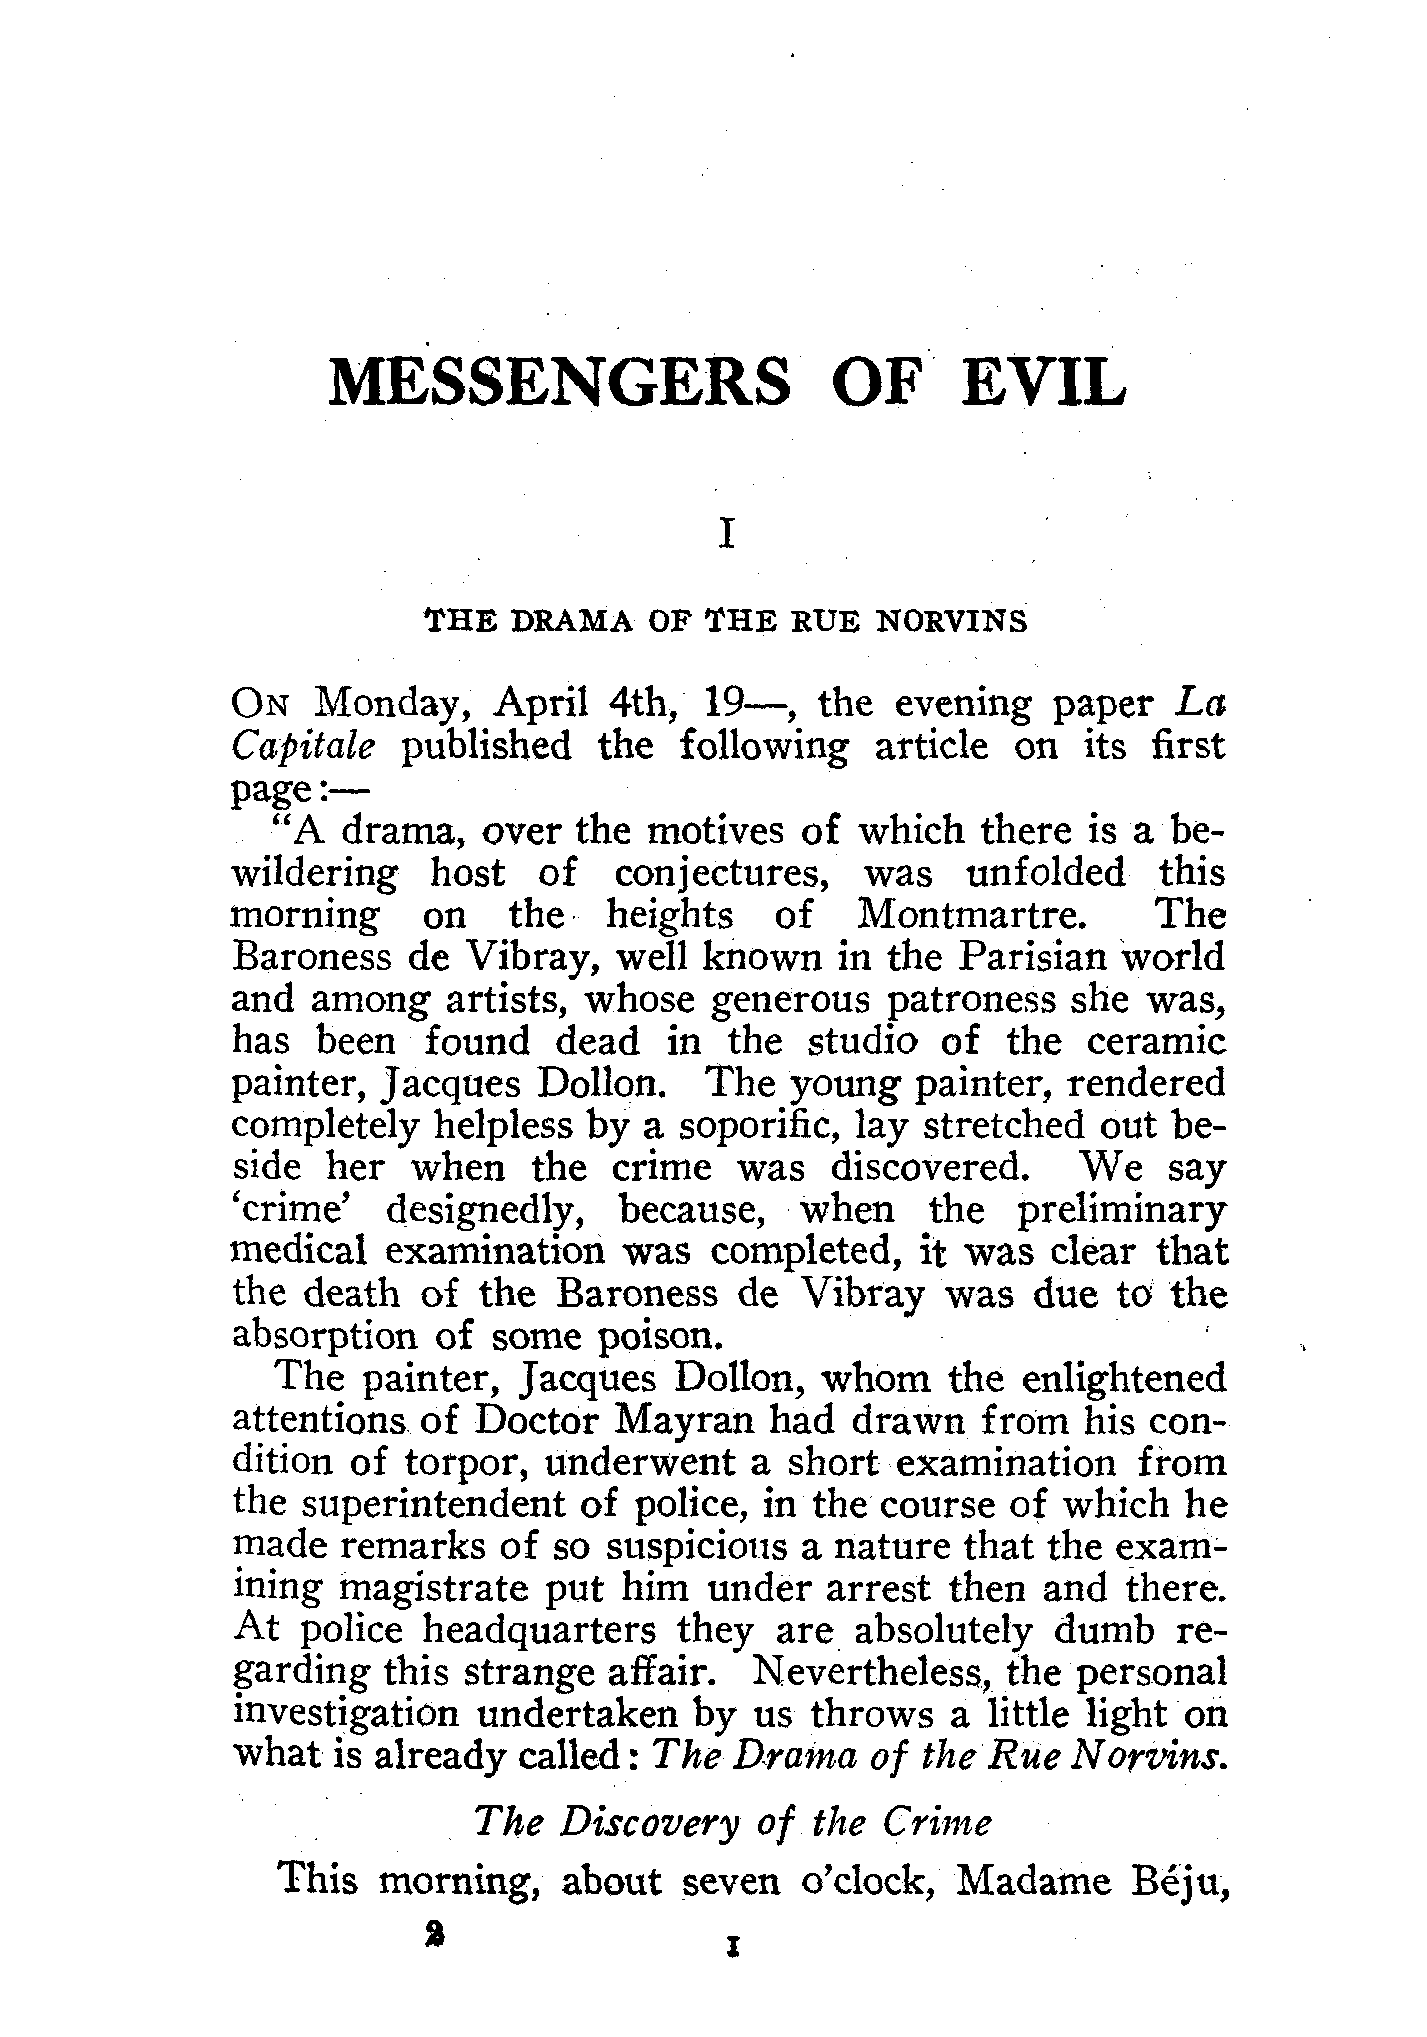 MESSENGERS OF EVIL
I
THE DRAMA OF THE RUE NORVINS
ON Monday, April 4th, 19—, the evening paper La
Capitale published the following article on its first
page:—
"A drama, over the motives of which there is a be-
wildering host of conjectures, was unfolded this
morning on the heights of Montmartre. The
Baroness de Vibray, well known in the Parisian world
and among artists, whose generous patroness she was,
has been found dead in the studio of the ceramic
painter, Jacques Dollon. The young painter, rendered
completely helpless by a soporific, lay stretched out be-
side her when the crime was discovered. We say
'crime' designedly, because, when the preliminary
medical examination was completed, it was clear that
the death of the Baroness de Vibray was due to the
absorption of some poison.
The painter, Jacques Dollon, whom the enlightened
attentions of Doctor Mayran had drawn from his con-
dition of torpor, underwent a short examination from
the superintendent of police, in the course of which he
made remarks of so suspicious a nature that the exam-
ining magistrate put him under arrest then and there.
At police headquarters they are absolutely dumb re-
garding this strange affair. Nevertheless, the personal
investigation undertaken by us throws a little light on
what is already called: The Drama of the Rue Norvins.
The Discovery of the Crime
This morning, about seven o'clock, Madame Béju,
2 1